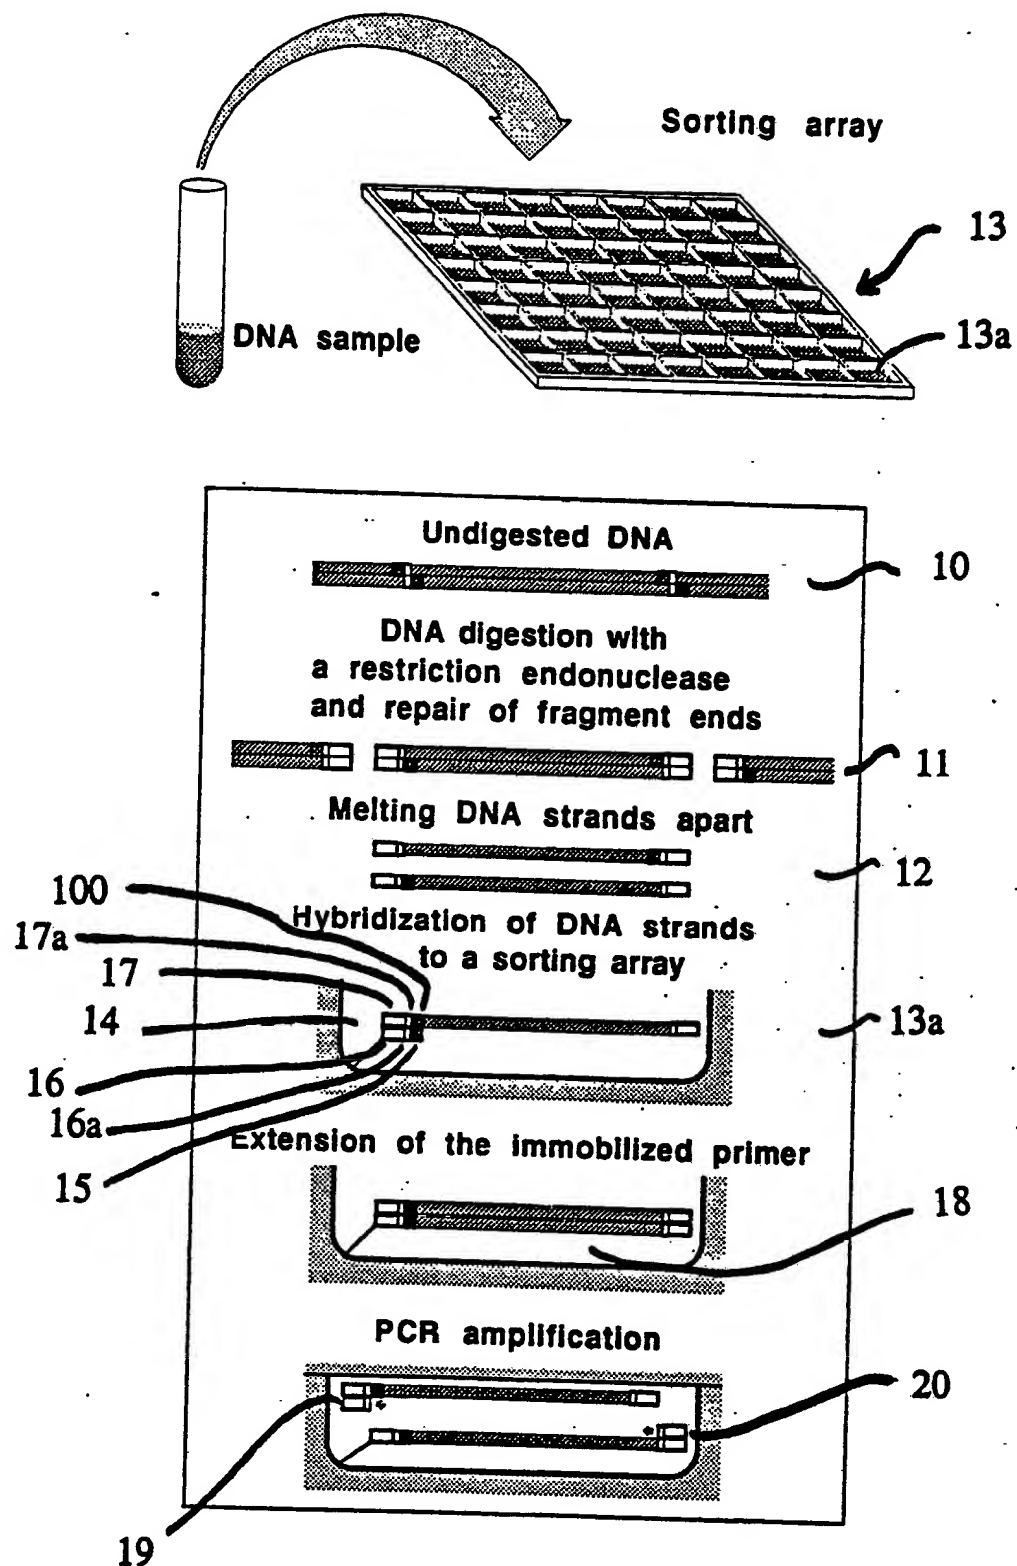 Sorting array
13
DNA sample
13a
Undigested DNA
10
DNA digestion with
a restriction endonuclease
and repair of fragment ends
11
Melting DNA strands apart
12
100
Hybridization of DNA strands
to a sorting array
17a
17
14
13a
16
16a
15
Extension of the immobilized primer
18
PCR amplification
20
19